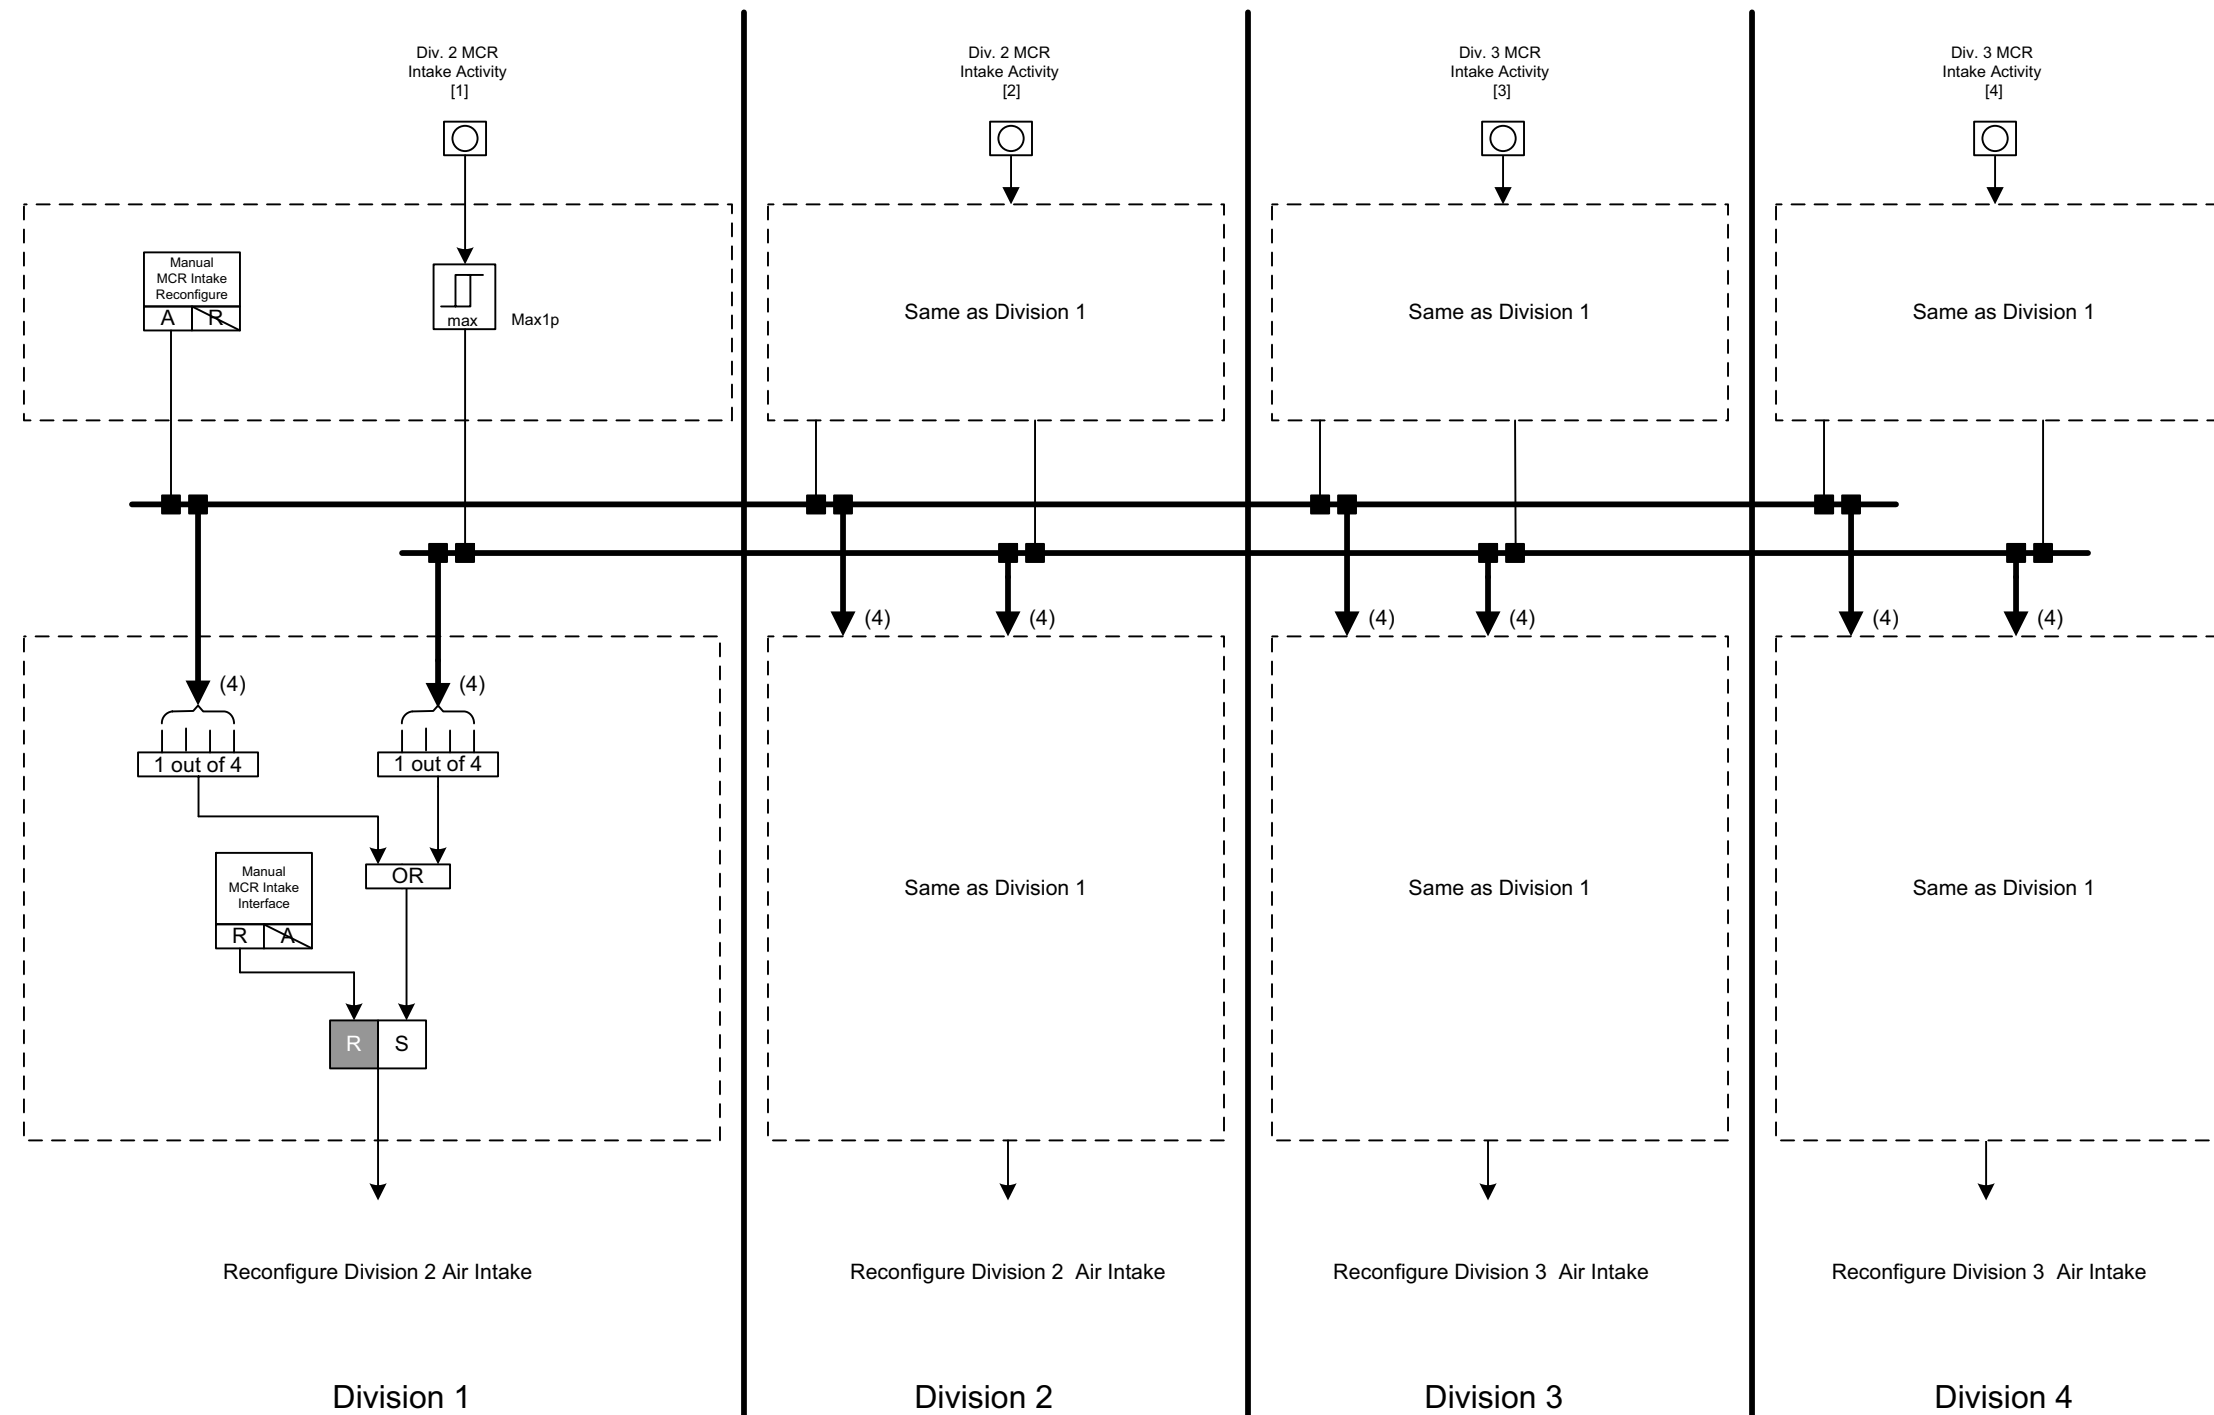 Div. 2 MCR
Intake Activity
[1]
Div. 2 MCR
Intake Activity
[2]
Div. 3 MCR
Intake Activity
[3]
Div. 3 MCR
Intake Activity
[4]
Manual
MCR Intake
Reconfigure
A R
max
Max1p
Same as Division 1
Same as Division 1
Same as Division 1
(4)
(4)
(4)
(4)
(4)
(4)
(4)
(4)
1 out of 4
1 out of 4
OR
Manual
MCR Intake
Interface
R A
R S
Same as Division 1
Same as Division 1
Same as Division 1
Reconfigure Division 2 Air Intake
Reconfigure Division 2 Air Intake
Reconfigure Division 3 Air Intake
Reconfigure Division 3 Air Intake
Division 1
Division 2
Division 3
Division 4